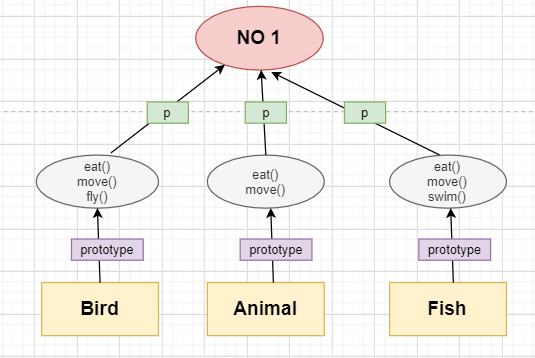 NO 1
p
p
p
eat()
move()
fly()
eat()
move()
eat()
move()
swim()
prototype
prototype
prototype
Bird
Animal
Fish